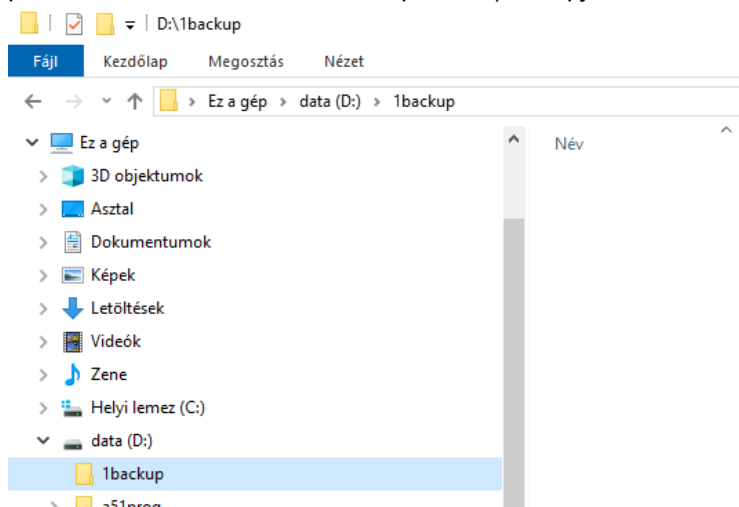 D:\1backup
Fájl Kezdőlap Megosztás Nézet
Ez a gép > data (D:) > 1backup
Ez a gép
Név
3D objektumok
Asztal
Dokumentumok
Képek
Letöltések
Videók
Zene
Helyi lemez (C:)
data (D:)
1backup